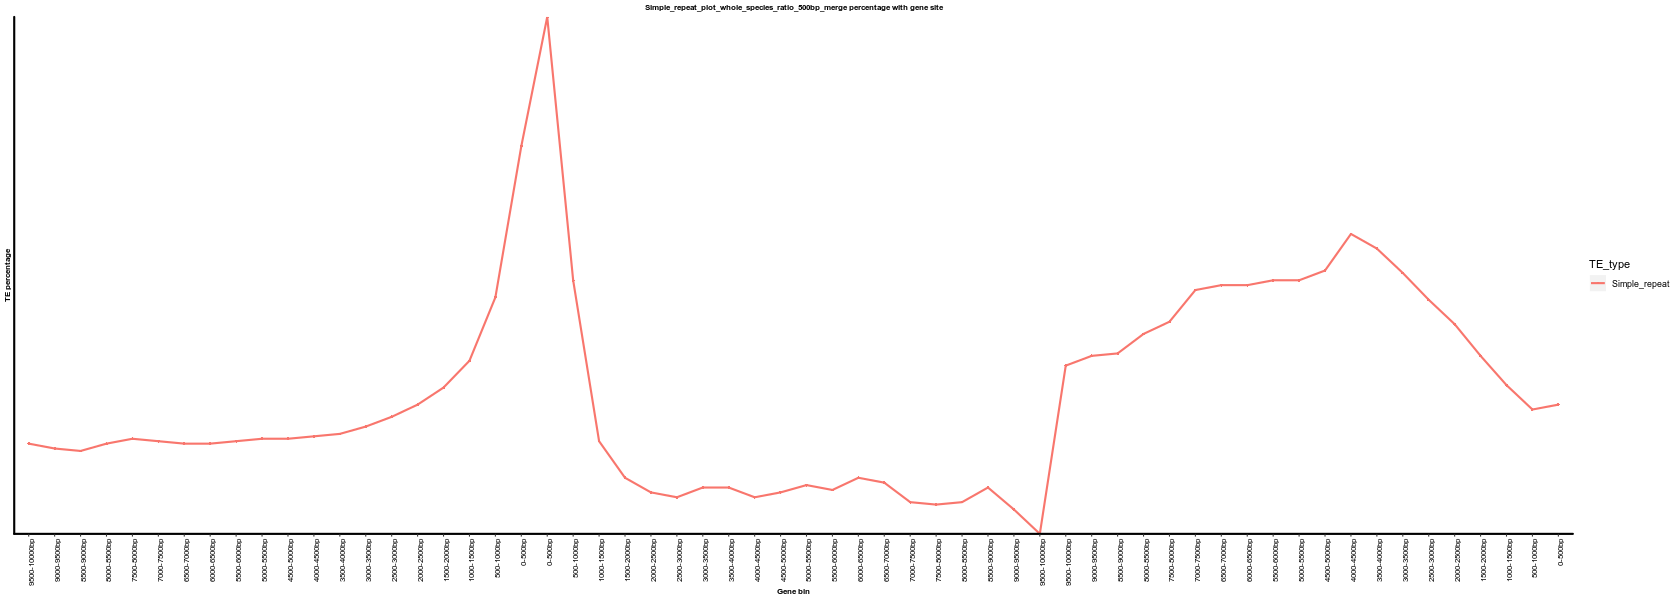 Simple_repeat_plot_whole_species_ratio_500bp_merge percentage with gene site
TE percentage
TE_type
Simple_repeat
9500-10000bp
9000-9500bp
8500-9000bp
8000-8500bp
7500-8000bp
7000-7500bp
6500-7000bp
6000-6500bp
5500-6000bp
5000-5500bp
4500-5000bp
4000-4500bp
3500-4000bp
3000-3500bp
2500-3000bp
2000-2500bp
1500-2000bp
1000-1500bp
500-1000bp
0-500bp
0-500bp
500-1000bp
1000-1500bp
1500-2000bp
2000-2500bp
2500-3000bp
3000-3500bp
3500-4000bp
4000-4500bp
4500-5000bp
5000-5500bp
5500-6000bp
6000-6500bp
6500-7000bp
7000-7500bp
7500-8000bp
8000-8500bp
8500-9000bp
9000-9500bp
9500-10000bp
9500-10000bp
9000-9500bp
8500-9000bp
8000-8500bp
7500-8000bp
7000-7500bp
6500-7000bp
6000-6500bp
5500-6000bp
5000-5500bp
4500-5000bp
4000-4500bp
3500-4000bp
3000-3500bp
2500-3000bp
2000-2500bp
1500-2000bp
1000-1500bp
500-1000bp
0-500bp
Gene bin